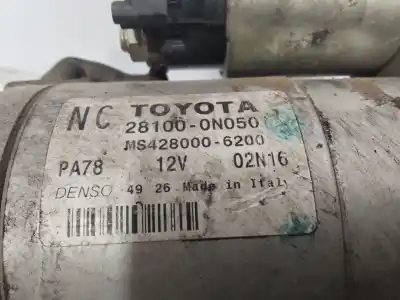 NC TOYOTA
28100-0N050
MS428000-6200
PA78 12V 02N16
DENSO 49 26 Made in Italy